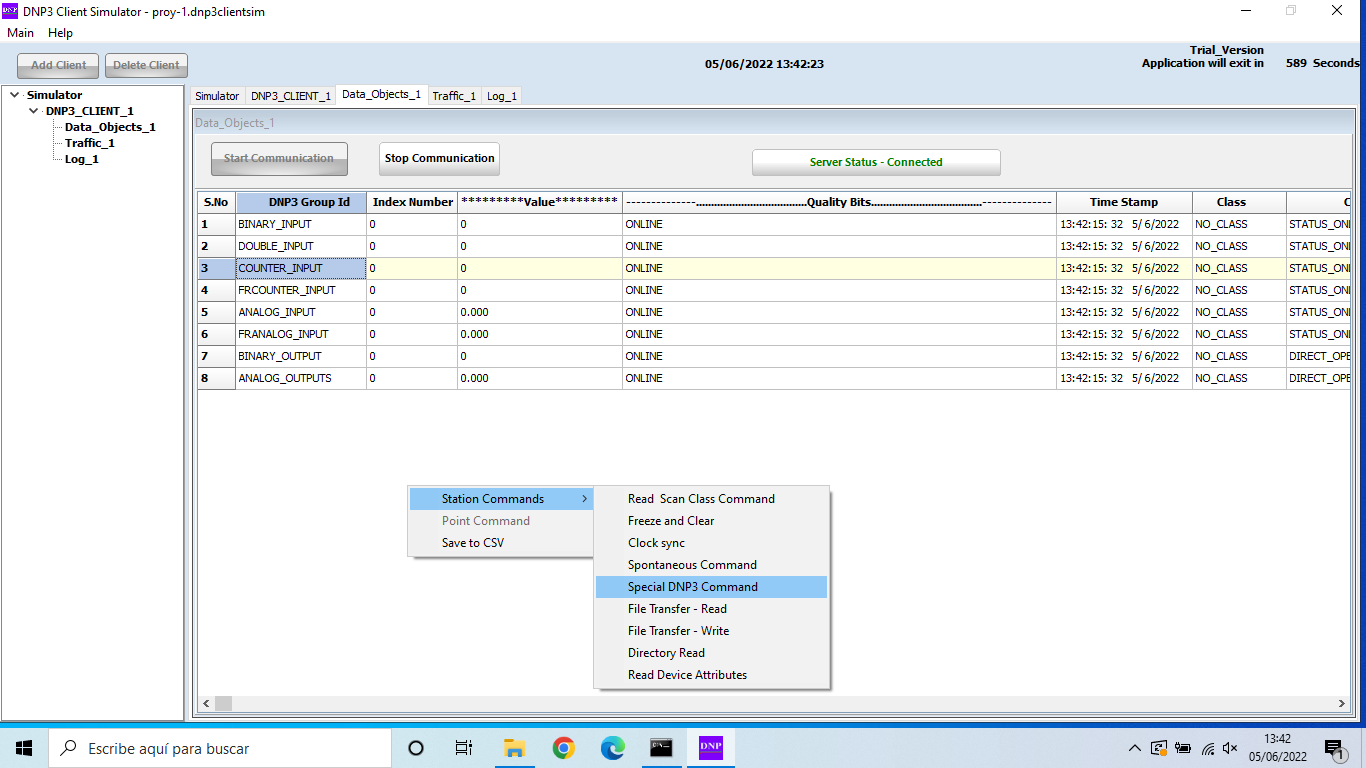 DNP3 Client Simulator - proy-1.dnp3clientsim
Main Help
Add Client Delete Client
05/06/2022 13:42:23
Trial_Version
Application will exit in 589 Seconds
Simulator
DNP3_CLIENT_1
Data_Objects_1
Traffic_1
Log_1
Simulator DNP3_CLIENT_1 Data_Objects_1 Traffic_1 Log_1
Data_Objects_1
Start Communication Stop Communication Server Status - Connected
S.No DNP3 Group Id Index Number *********Value********* --------------....................................Quality Bits....................................-------------- Time Stamp Class C
1 BINARY_INPUT 0 0 ONLINE 13:42:15: 32 5/ 6/2022 NO_CLASS STATUS_ONL
2 DOUBLE_INPUT 0 0 ONLINE 13:42:15: 32 5/ 6/2022 NO_CLASS STATUS_ONL
3 COUNTER_INPUT 0 0 ONLINE 13:42:15: 32 5/ 6/2022 NO_CLASS STATUS_ONL
4 FRCOUNTER_INPUT 0 0 ONLINE 13:42:15: 32 5/ 6/2022 NO_CLASS STATUS_ONL
5 ANALOG_INPUT 0 0.000 ONLINE 13:42:15: 32 5/ 6/2022 NO_CLASS STATUS_ONL
6 FRANALOG_INPUT 0 0.000 ONLINE 13:42:15: 32 5/ 6/2022 NO_CLASS STATUS_ONL
7 BINARY_OUTPUT 0 0 ONLINE 13:42:15: 32 5/ 6/2022 NO_CLASS DIRECT_OPE
8 ANALOG_OUTPUTS 0 0.000 ONLINE 13:42:15: 32 5/ 6/2022 NO_CLASS DIRECT_OPE
Station Commands
Point Command
Save to CSV
Read Scan Class Command
Freeze and Clear
Clock sync
Spontaneous Command
Special DNP3 Command
File Transfer - Read
File Transfer - Write
Directory Read
Read Device Attributes
Escribe aquí para buscar
DNP
13:42
05/06/2022
1